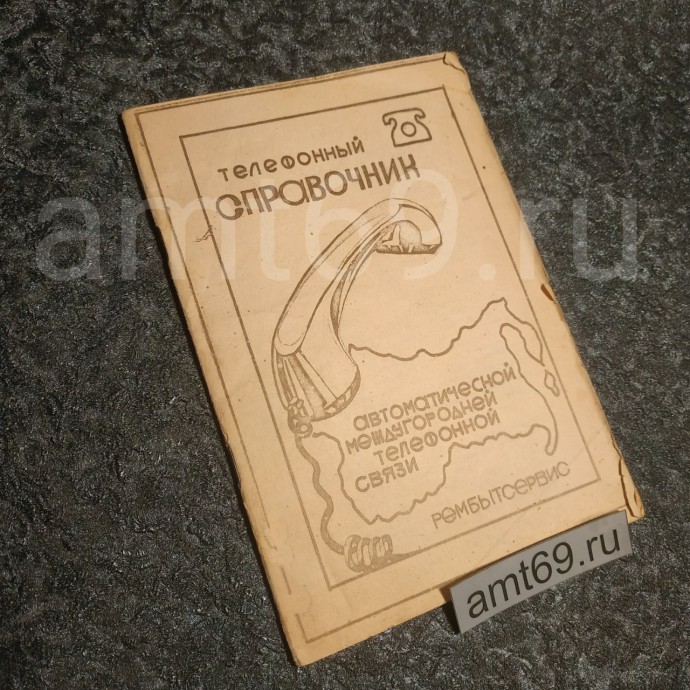 телефонный
справочник
автоматической
междугородней
телефонной
связи
рембытсервис
amt69.ru
amt69.ru